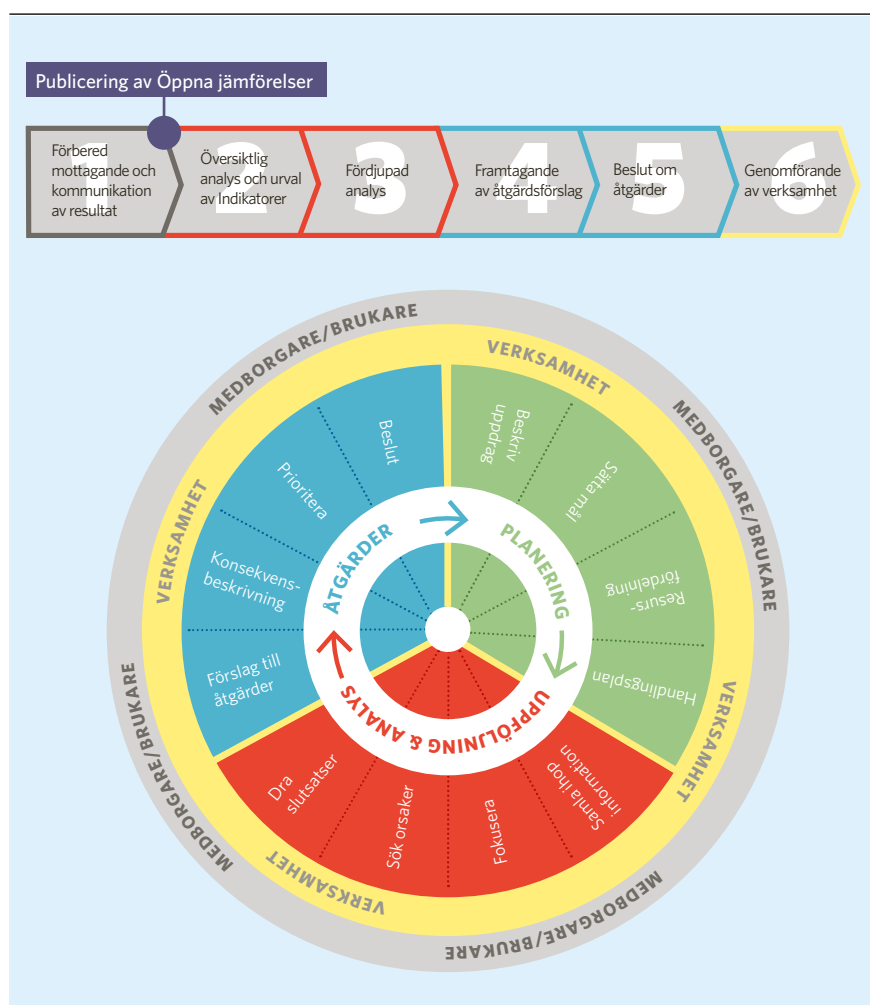 Publicering av Öppna jämförelser
1
Förbered
mottagande och
kommunikation
av resultat
2
Översiktlig
analys och urval
av Indikatorer
3
Fördjupad
analys
4
Framtagande
av åtgärdsförslag
5
Beslut om
åtgärder
6
Genomförande
av verksamhet
MEDBORGARE/BRUKARE
MEDBORGARE/BRUKARE
MEDBORGARE/BRUKARE
MEDBORGARE/BRUKARE
VERKSAMHET
VERKSAMHET
VERKSAMHET
VERKSAMHET
PLANERING
Beskriv
uppdrag
Sätta mål
Resurs-
fördelning
Handlingsplan
UPPFÖLJNING & ANALYS
Samla ihop
information
Fokusera
Sök orsaker
Dra
slutsatser
ÅTGÄRDER
Förslag till
åtgärder
Konsekvens-
beskrivning
Prioritera
Beslut